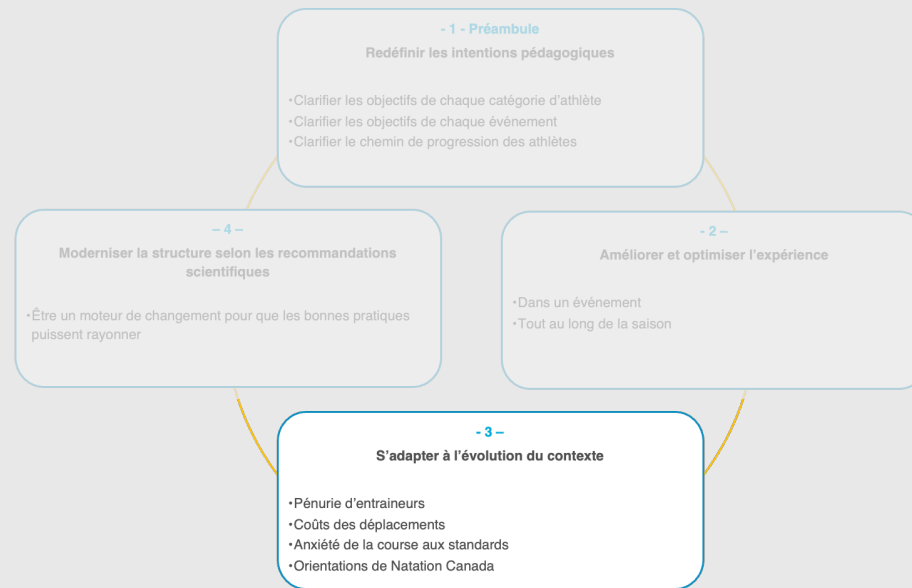 - 1 - Préambule
Redéfinir les intentions pédagogiques
•Clarifier les objectifs de chaque catégorie d'athlète
•Clarifier les objectifs de chaque événement
•Clarifier le chemin de progression des athlètes
– 4 –
Moderniser la structure selon les recommandations
scientifiques
•Être un moteur de changement pour que les bonnes pratiques
puissent rayonner
- 2 –
Améliorer et optimiser l'expérience
•Dans un événement
•Tout au long de la saison
- 3 –
S'adapter à l'évolution du contexte
•Pénurie d'entraineurs
•Coûts des déplacements
•Anxiété de la course aux standards
•Orientations de Natation Canada